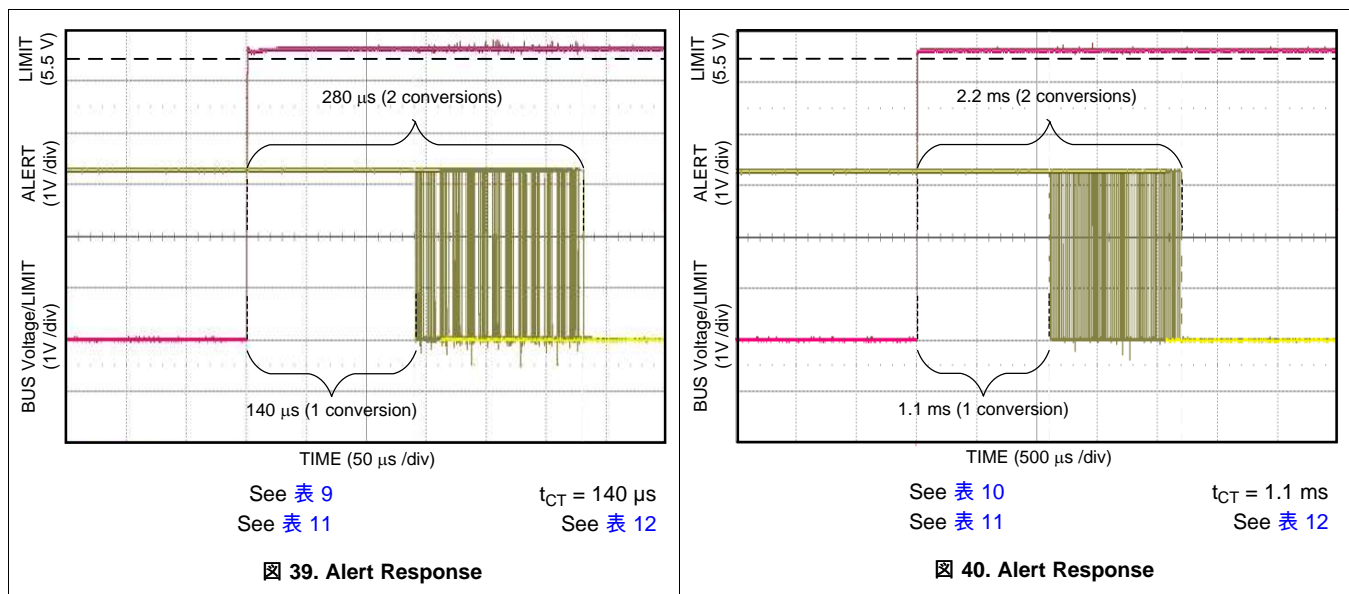 LIMIT
(5.5 V)
ALERT
(1V /div)
BUS Voltage/LIMIT
(1V /div)
280 µs (2 conversions)
140 µs (1 conversion)
TIME (50 µs /div)
See 表 9
t_CT = 140 µs
See 表 11
See 表 12
図 39. Alert Response
LIMIT
(5.5 V)
ALERT
(1V /div)
BUS Voltage/LIMIT
(1V /div)
2.2 ms (2 conversions)
1.1 ms (1 conversion)
TIME (500 µs /div)
See 表 10
t_CT = 1.1 ms
See 表 11
See 表 12
図 40. Alert Response